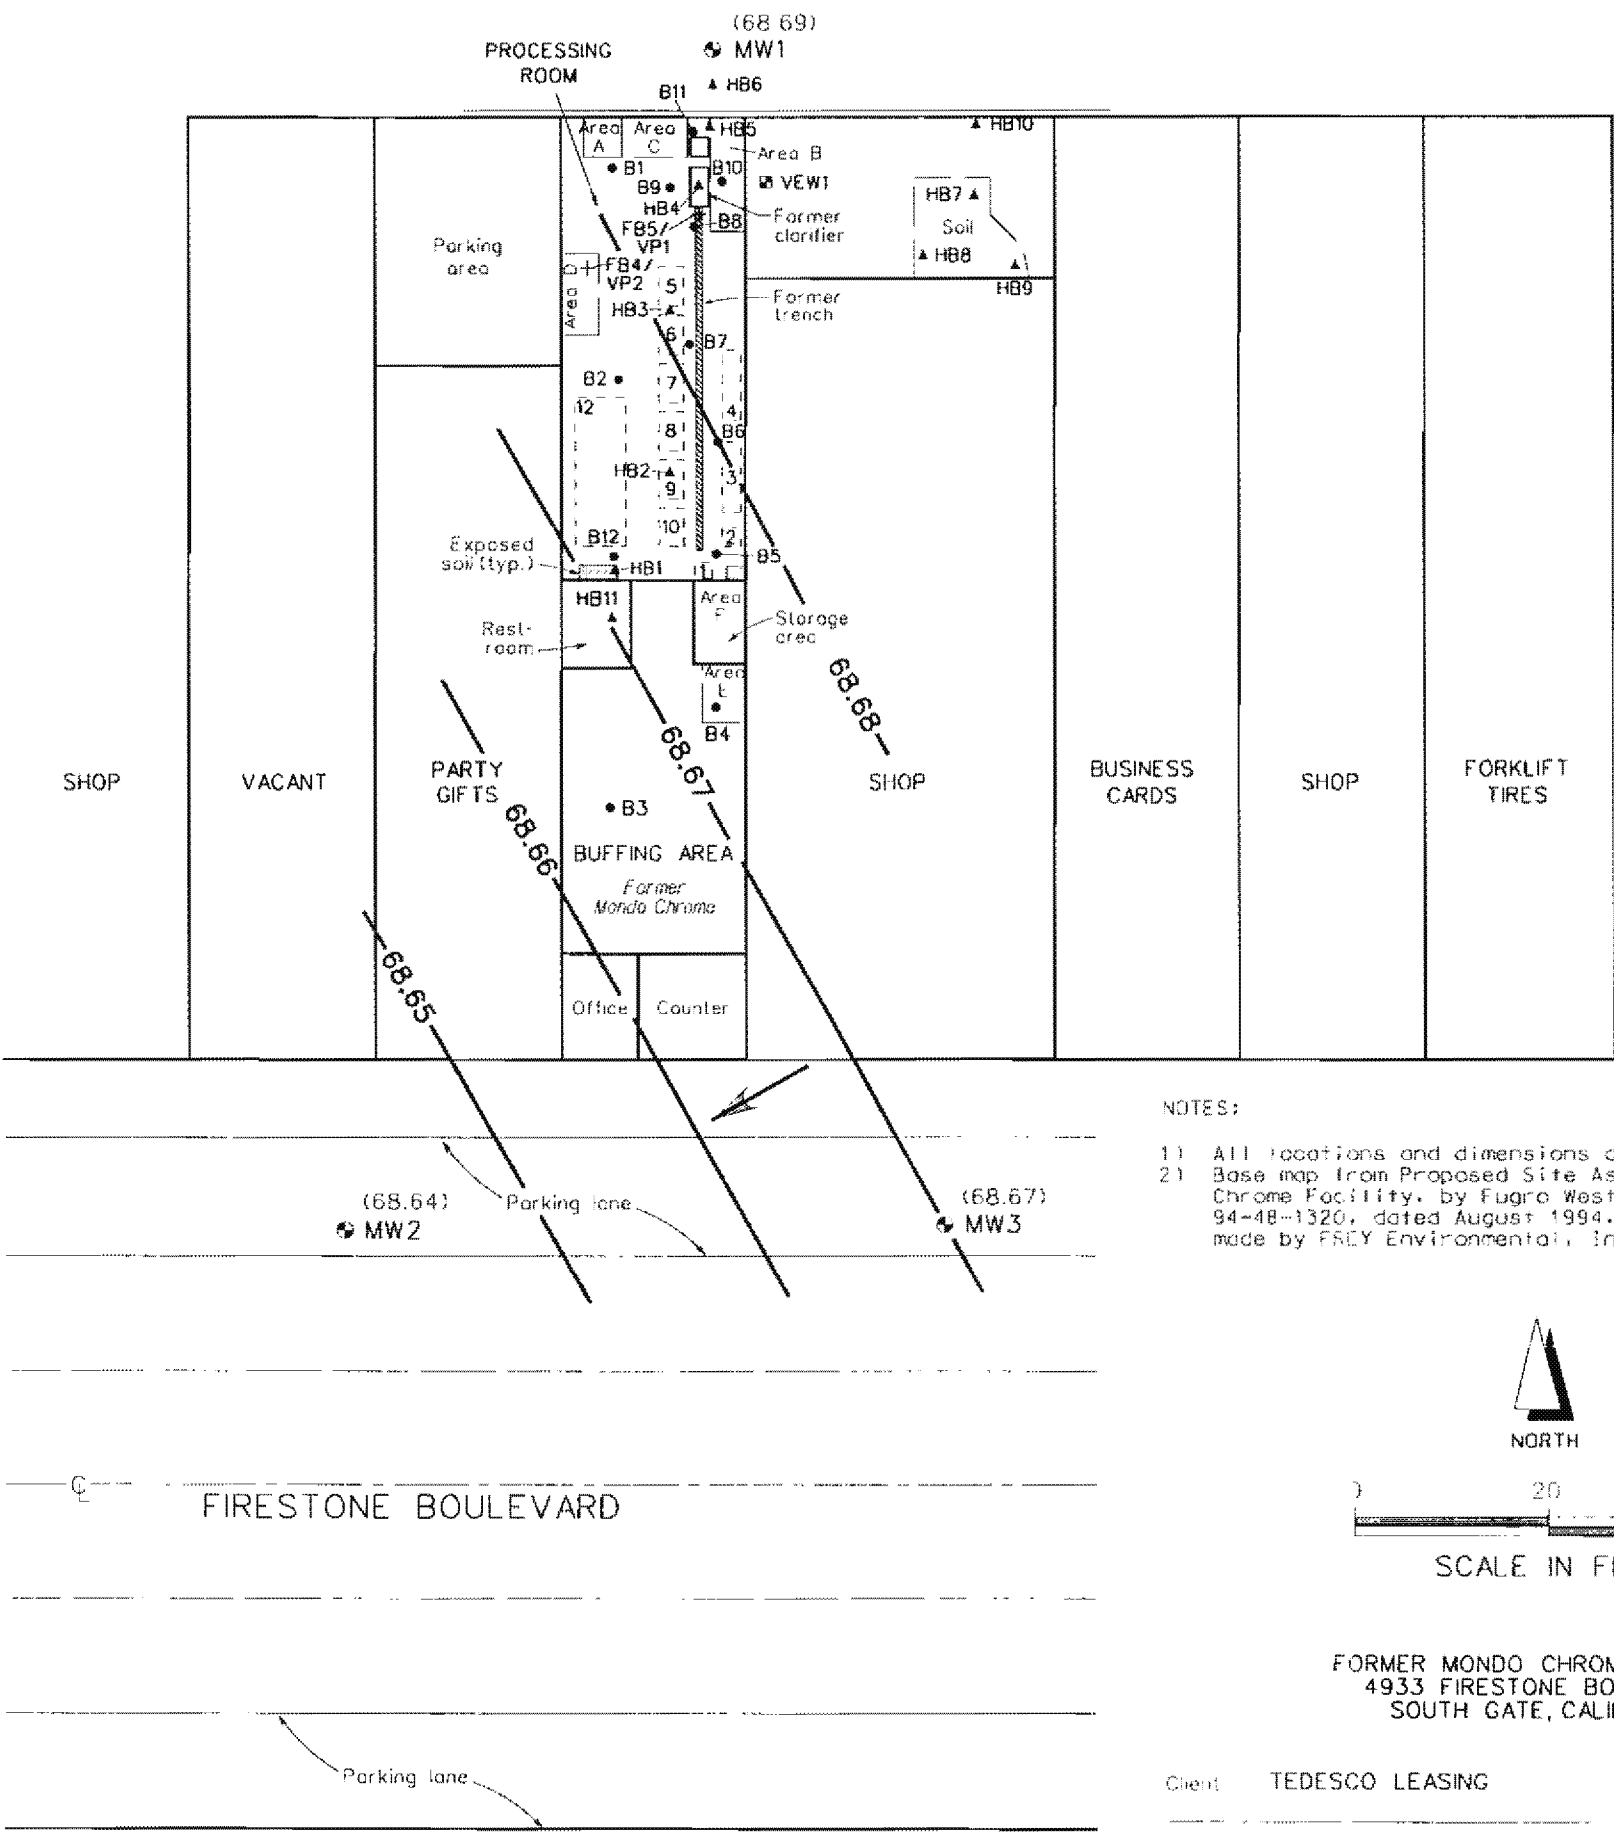 (68.69)
MW1
PROCESSING
ROOM
HB6
B11
Area
A
Area
C
HB5
HB10
Area B
B1
B10
B9
VEW1
HB4
HB7
Former
clarifier
FB5/
VP1
B8
Soil
Parking
area
FB4/
VP2
HB8
Area D
5
HB9
HB3
Former
trench
6
B7
B2
7
12
4
8
B6
HB2
9
3
10
2
B12
B5
Exposed
soil (typ.)
HB1
1
HB11
Area
F
Storage
area
Rest-
room
68.68
Area
E
B4
68.67
SHOP
VACANT
PARTY
GIFTS
SHOP
BUSINESS
CARDS
SHOP
FORKLIFT
TIRES
B3
68.66
BUFFING AREA
Former
Mondo Chrome
68.65
Office
Counter
NOTES:
1) All locations and dimensions
2) Base map from Proposed Site As
Chrome Facility, by Fugro West
94-48-1320, dated August 1994.
made by Environmental, In
(68.64)
MW2
Parking lane
(68.67)
MW3
NORTH
20
FIRESTONE BOULEVARD
SCALE IN F
FORMER MONDO CHROM
4933 FIRESTONE BO
SOUTH GATE, CALI
Parking lane
Client TEDESCO LEASING